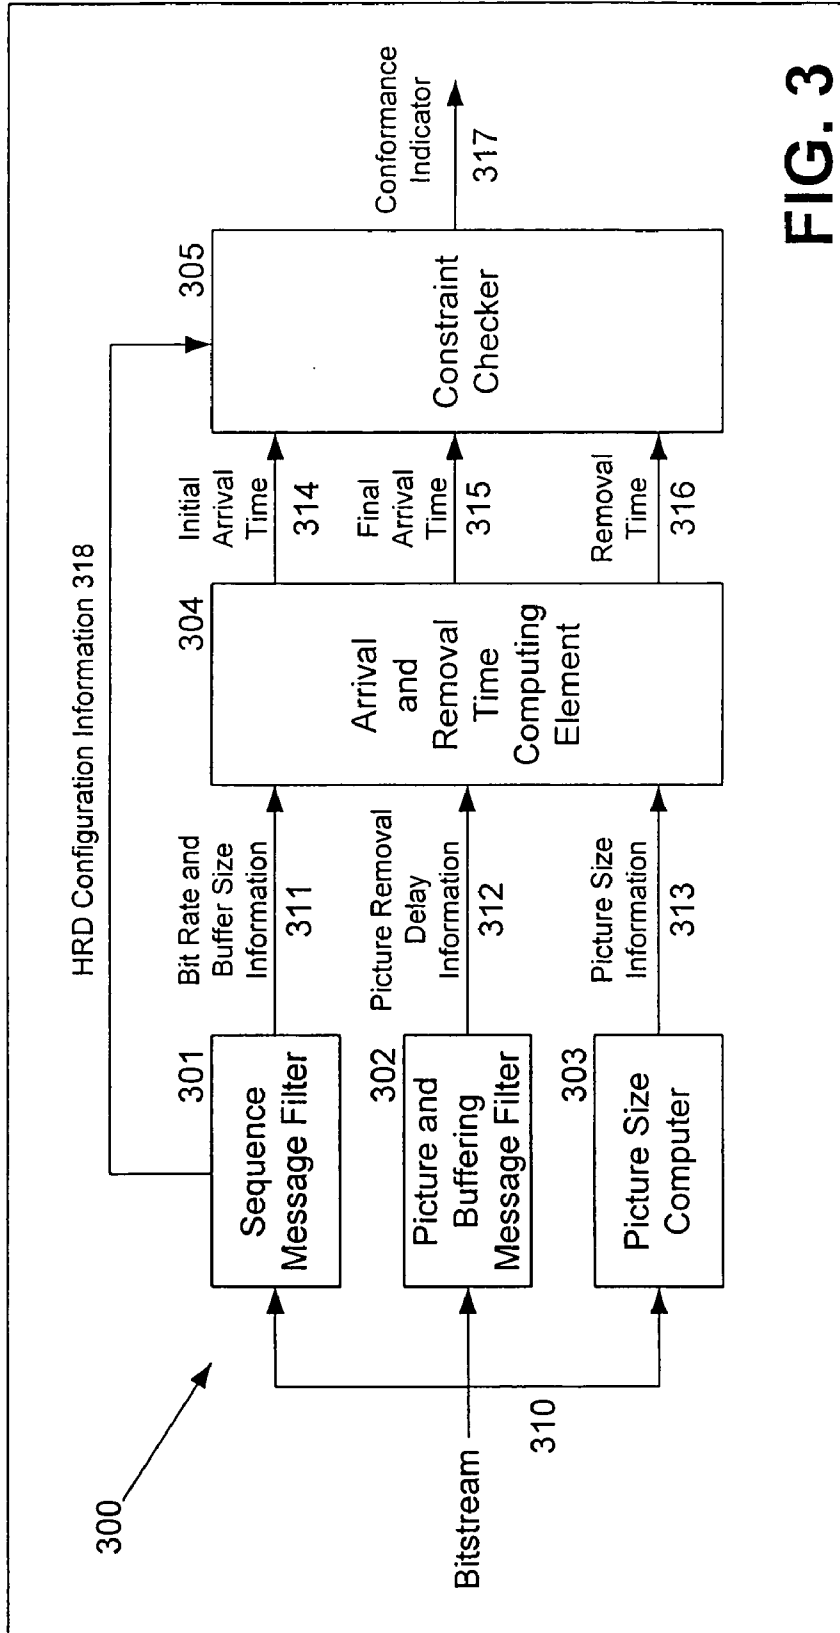 300
HRD Configuration Information 318
Bitstream
310
301
Sequence
Message Filter
302
Picture and
Buffering
Message Filter
303
Picture Size
Computer
Bit Rate and
Buffer Size
Information
311
Picture Removal
Delay
Information
312
Picture Size
Information
313
304
Arrival
and
Removal
Time
Computing
Element
Initial
Arrival
Time
314
Final
Arrival
Time
315
Removal
Time
316
305
Constraint
Checker
Conformance
Indicator
317
FIG. 3